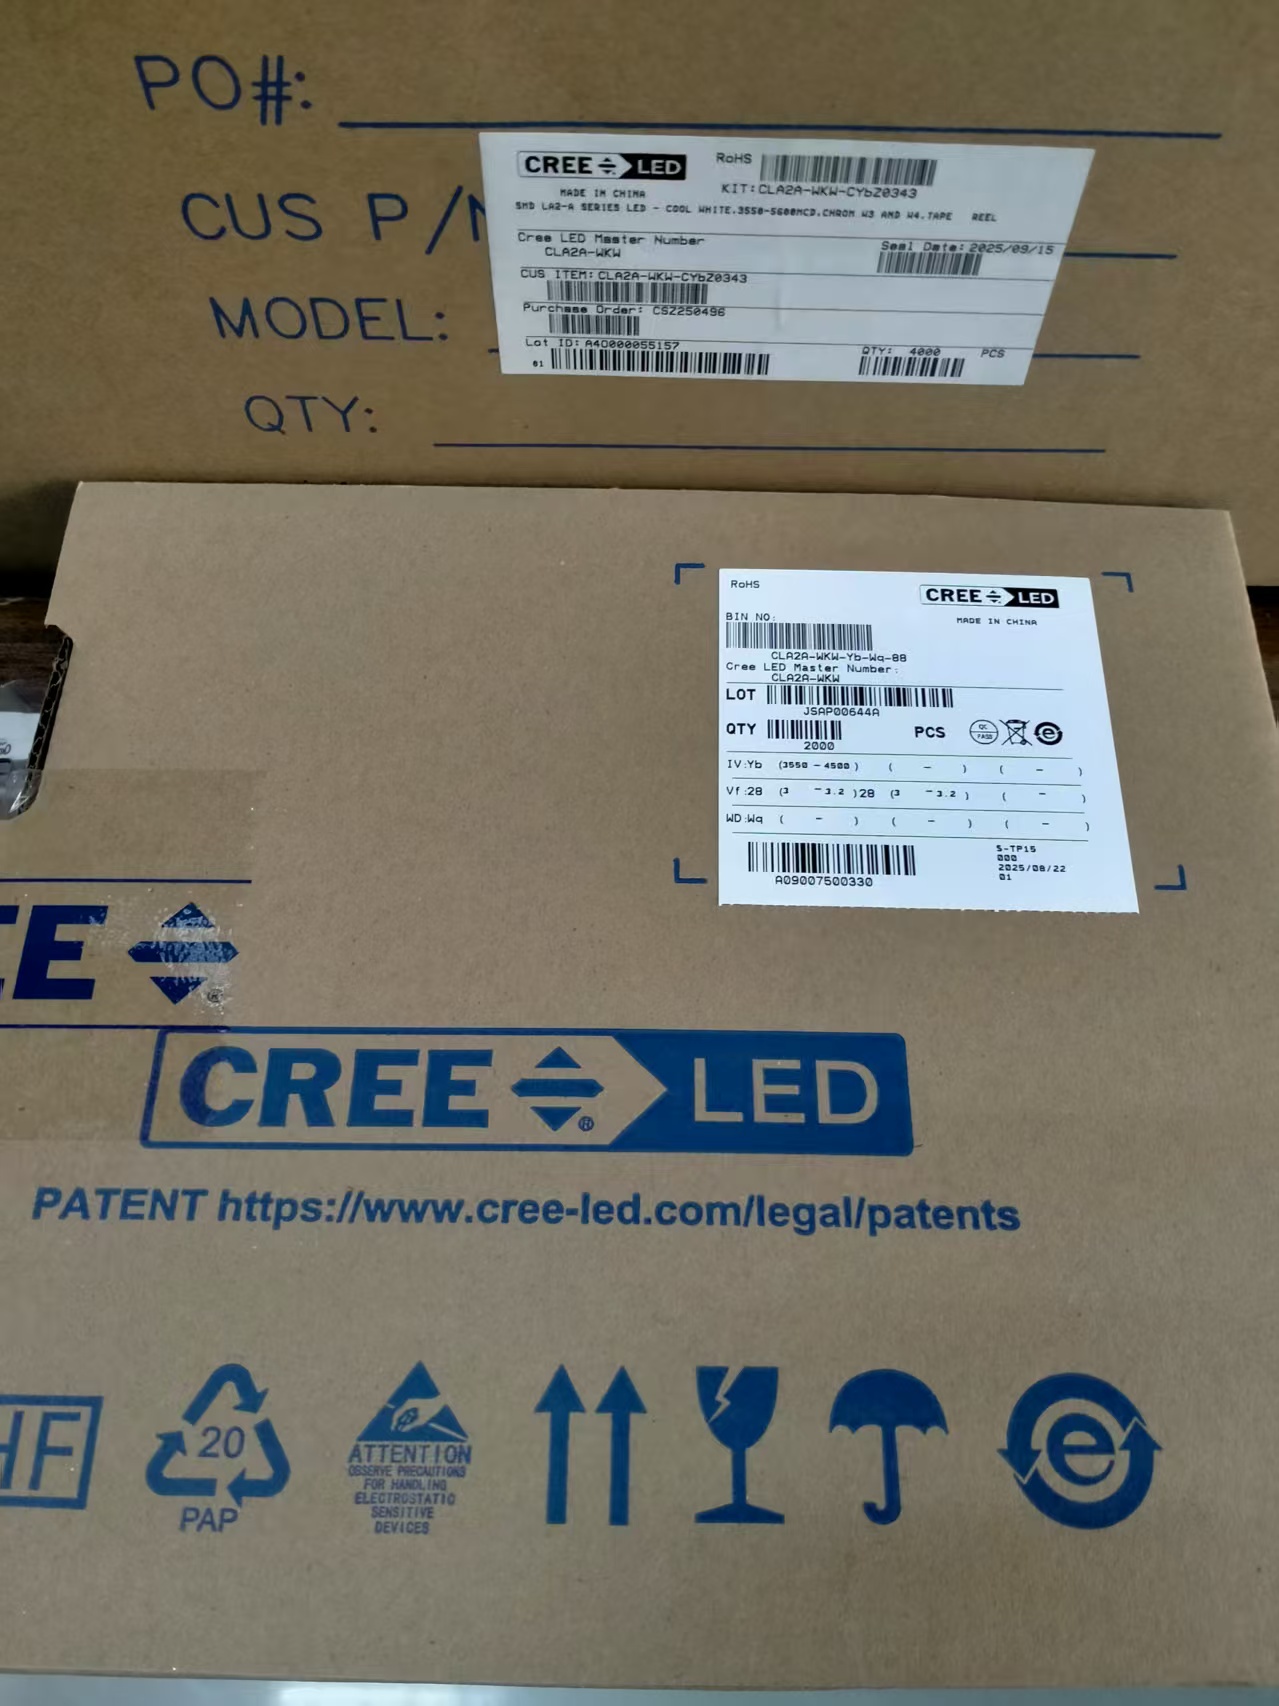 PO#:
CUS P/N
MODEL:
QTY:
CREE LED
MADE IN CHINA
RoHS
KIT:CLA2A-WKW-CYbZ0343
SMD LA2-A SERIES LED - COOL WHITE.3550-5600MCD.CHROM W3 AND W4.TAPE REEL
Cree LED Master Number
CLA2A-WKW
Seal Date: 2025/09/15
CUS ITEM: CLA2A-WKW-CYbZ0343
Purchase Order: CSZ250496
Lot ID: A4D000055157
01
QTY: 4000 PCS
RoHS
CREE LED
MADE IN CHINA
BIN NO:
CLA2A-WKW-Yb-Wq-88
Cree LED Master Number:
CLA2A-WKW
LOT
JSAP00644A
QTY
2000
PCS
QC
PASS
e
IV:Yb (3550 - 4500) ( - ) ( - )
Vf:28 (3 - 3.2 )28 (3 - 3.2 ) ( - )
WD:Wq ( - ) ( - ) ( - )
A09007500330
S-TP15
000
2025/08/22
01
EE ®
CREE ® LED
PATENT https://www.cree-led.com/legal/patents
HF
20
PAP
ATTENTION
OBSERVE PRECAUTIONS
FOR HANDLING
ELECTROSTATIC
SENSITIVE
DEVICES
e